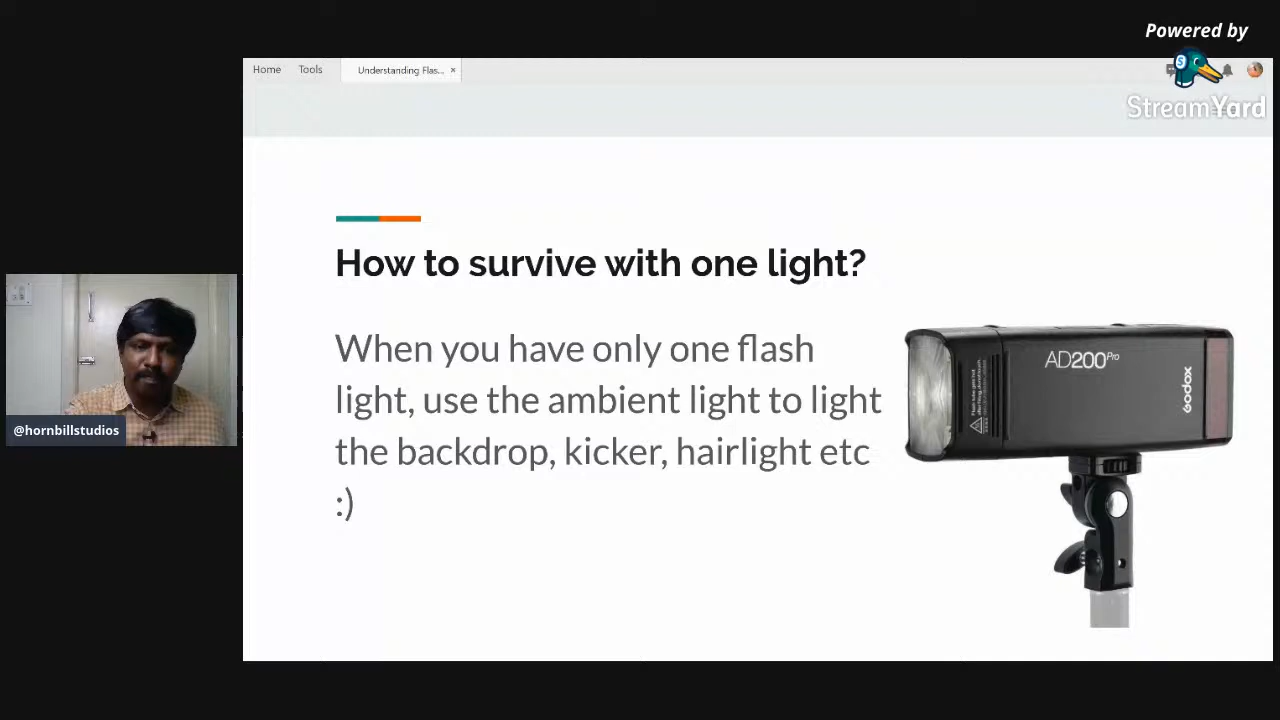 Powered by
StreamYard
Home Tools Understanding Flas... ×
How to survive with one light?
When you have only one flash
light, use the ambient light to light
the backdrop, kicker, hairlight etc
:)
AD200Pro
Godox
@hornbillstudios